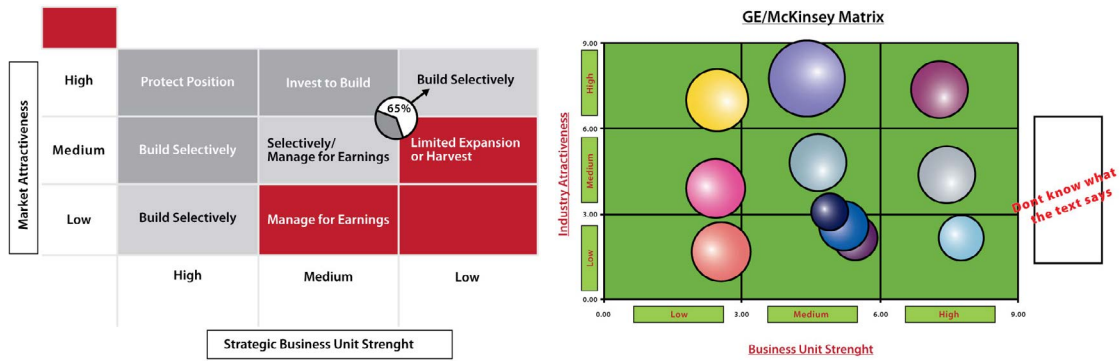 Market Attractiveness
High
Protect Position
Invest to Build
Build Selectively
65%
Medium
Build Selectively
Selectively/
Manage for Earnings
Limited Expansion
or Harvest
Low
Build Selectively
Manage for Earnings
High
Medium
Low
Strategic Business Unit Strenght
GE/McKinsey Matrix
Industry Atractiveness
9.00
High
6.00
Medium
3.00
Low
0.00
0.00
Low
3.00
Medium
6.00
High
9.00
Business Unit Strenght
Dont know what
the text says